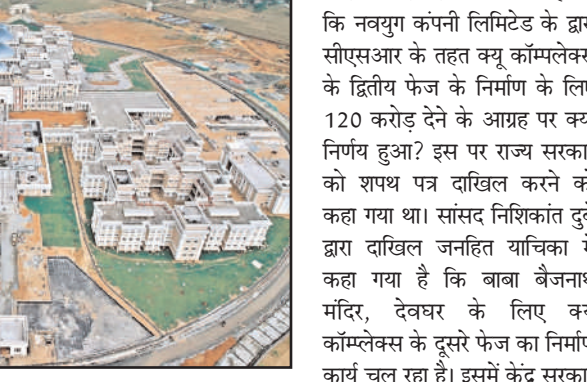 कि नवयुग कंपनी लिमिटेड के द्वारा
सीएसआर के तहत क्यू कॉम्पलेक्स
के द्वितीय फेज के निर्माण के लिए
120 करोड़ देने के आग्रह पर क्या
निर्णय हुआ? इस पर राज्य सरकार
को शपथ पत्र दाखिल करने को
कहा गया था। सांसद निशिकांत दुबे
द्वारा दाखिल जनहित याचिका में
कहा गया है कि बाबा बैजनाथ
मंदिर, देवघर के लिए क्यू
कॉम्प्लेक्स के दूसरे फेज का निर्माण
कार्य चल रहा है। इसमें केंद्र सरकार